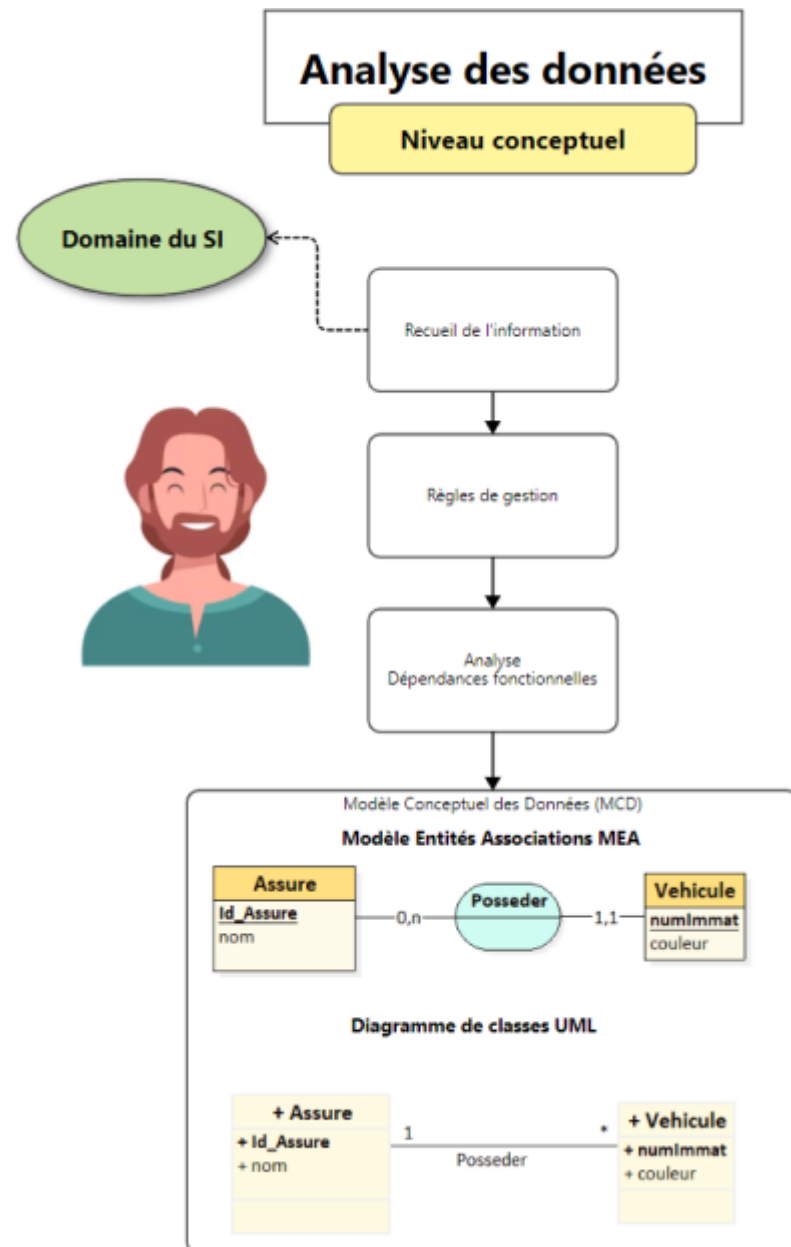 Analyse des données
Niveau conceptuel
Domaine du SI
Recueil de l'information
Règles de gestion
Analyse
Dépendances fonctionnelles
Modèle Conceptuel des Données (MCD)
Modèle Entités Associations MEA
Assure
Id_Assure
nom
0,n
Posseder
1,1
Vehicule
numImmat
couleur
Diagramme de classes UML
+ Assure
+ Id_Assure
+ nom
1
Posseder
*
+ Vehicule
+ numImmat
+ couleur